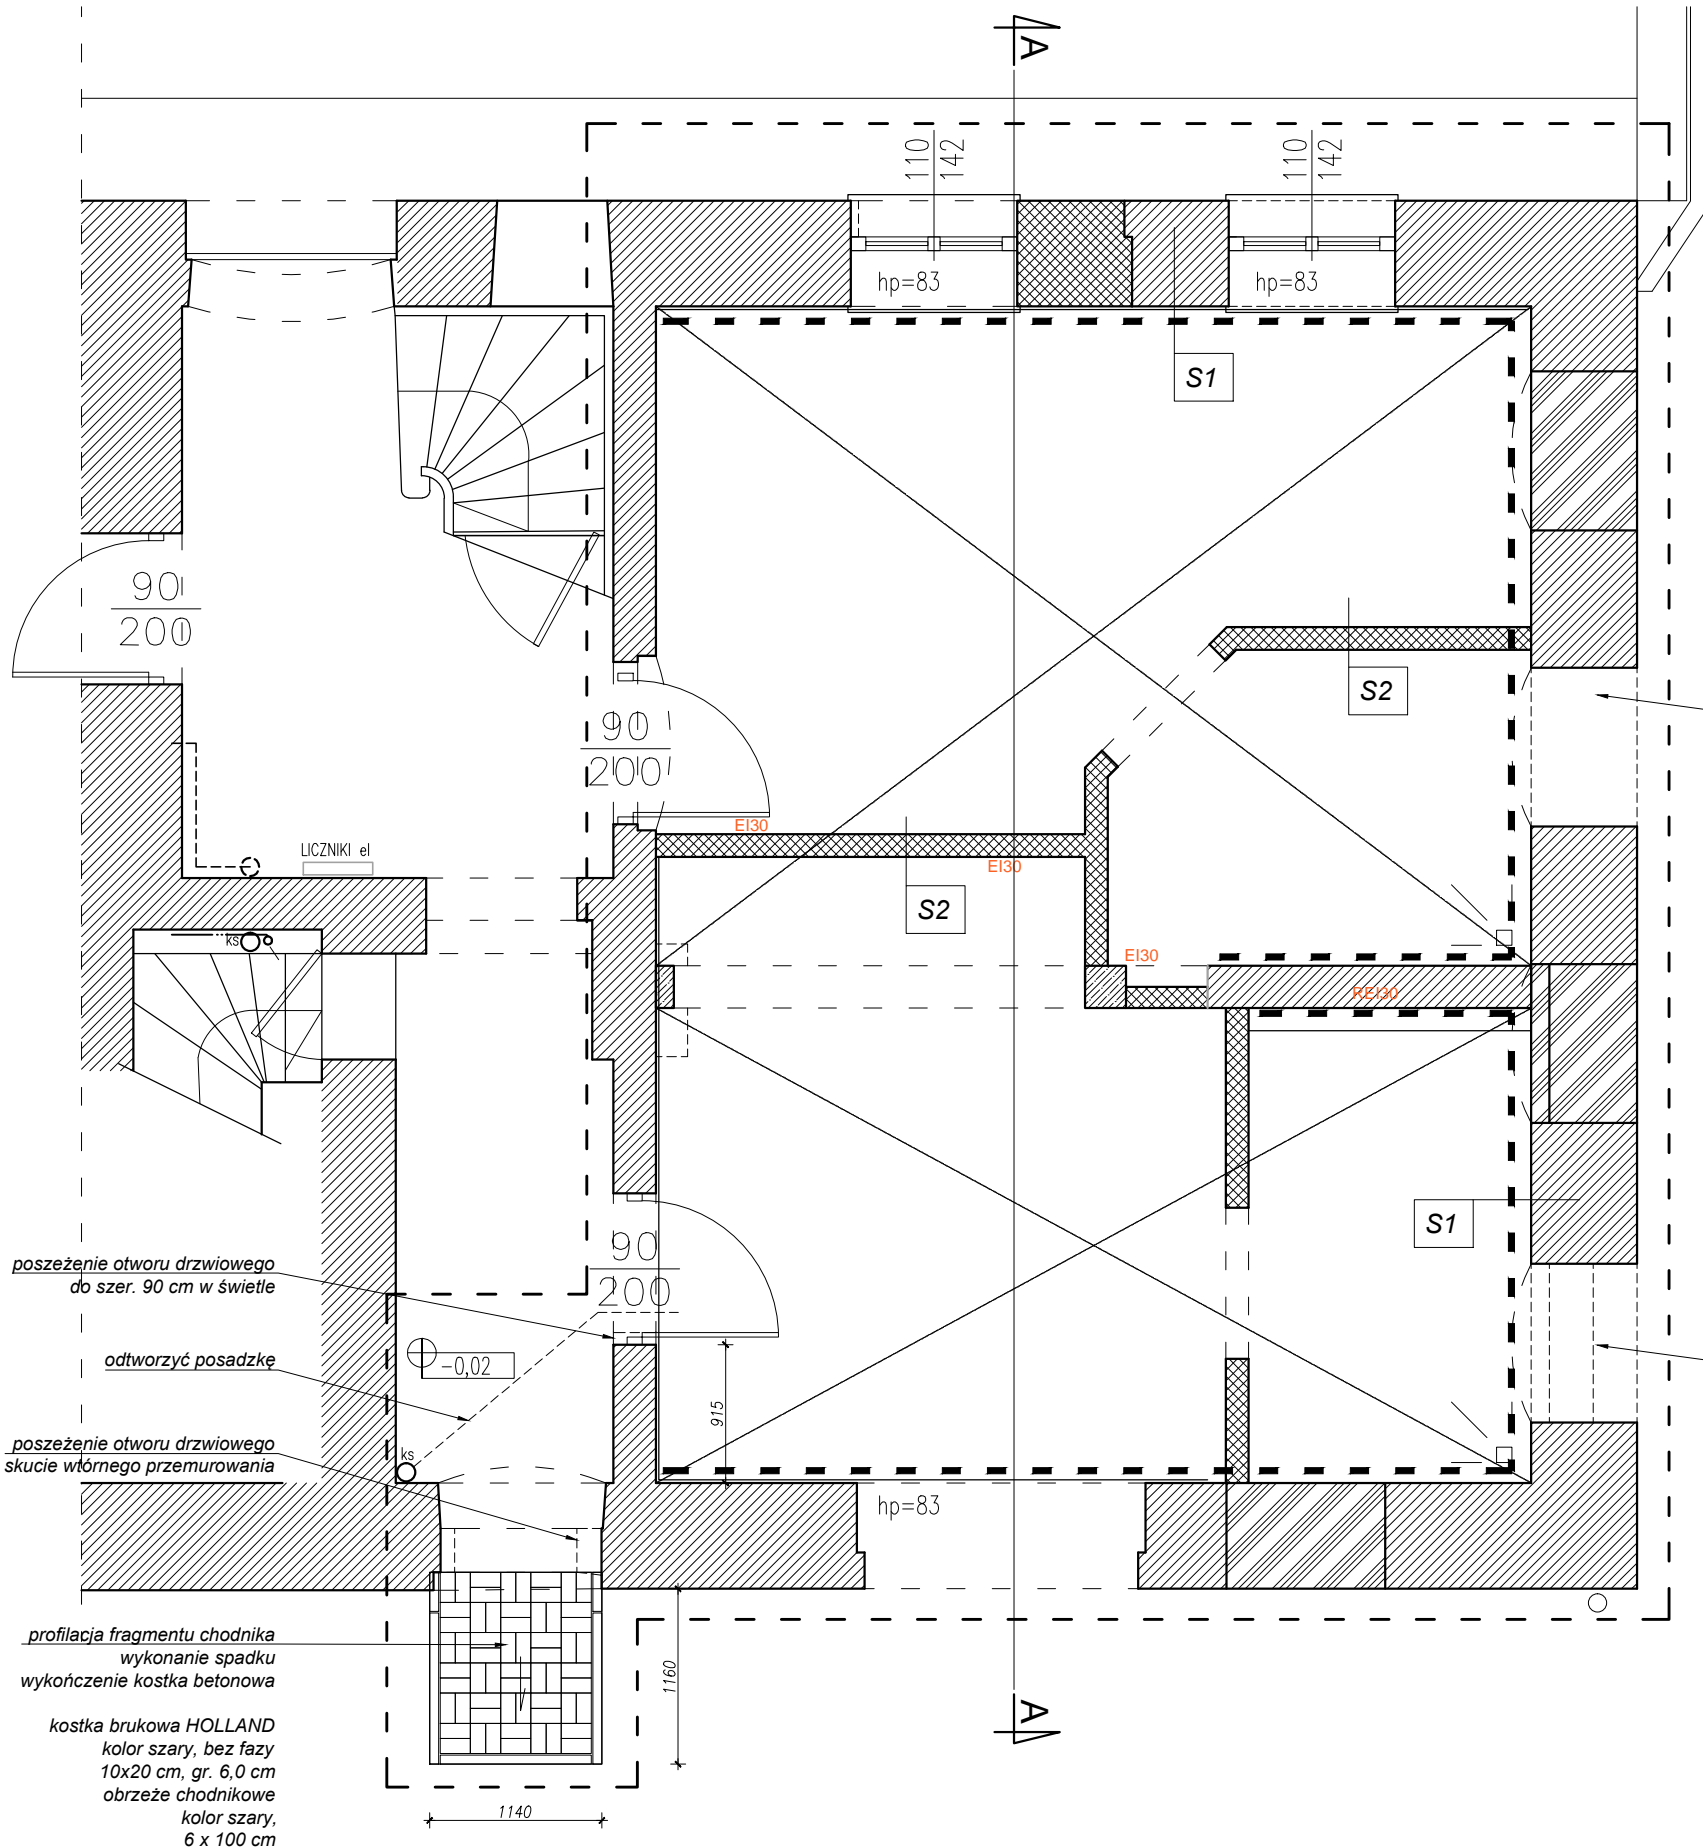 A
110
142
110
142
hp=83
hp=83
S1
90
200
S2
90
200
EI30
LICZNIKI el
EI30
S2
ks
EI30
REI30
S1
90
200
poszeżenie otworu drzwiowego
do szer. 90 cm w świetle
odtworzyć posadzkę
-0,02
915
poszeżenie otworu drzwiowego
skucie wtórnego przemurowania
ks
hp=83
profilacja fragmentu chodnika
wykonanie spadku
wykończenie kostka betonowa
1160
A
kostka brukowa HOLLAND
kolor szary, bez fazy
10x20 cm, gr. 6,0 cm
obrzeże chodnikowe
kolor szary,
6 x 100 cm
1140